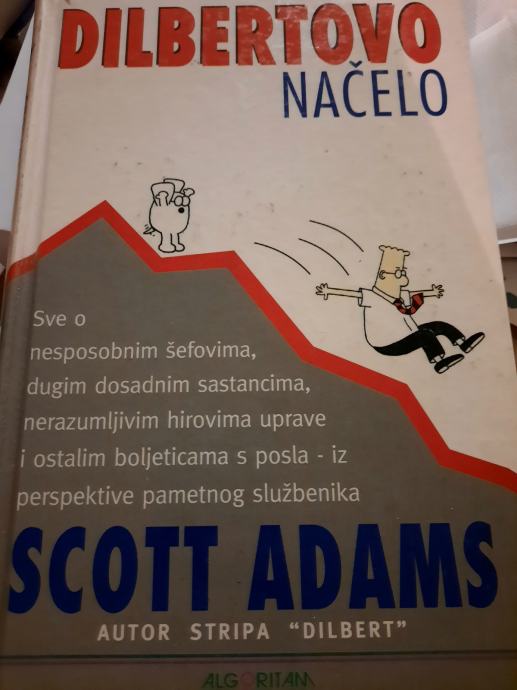 DILBERTOVO
NAČELO
Sve o
nesposobnim šefovima,
dugim dosadnim sastancima,
nerazumljivim hirovima uprave
i ostalim boljeticama s posla - iz
perspektive pametnog službenika
SCOTT ADAMS
AUTOR STRIPA "DILBERT"
ALGORITAM